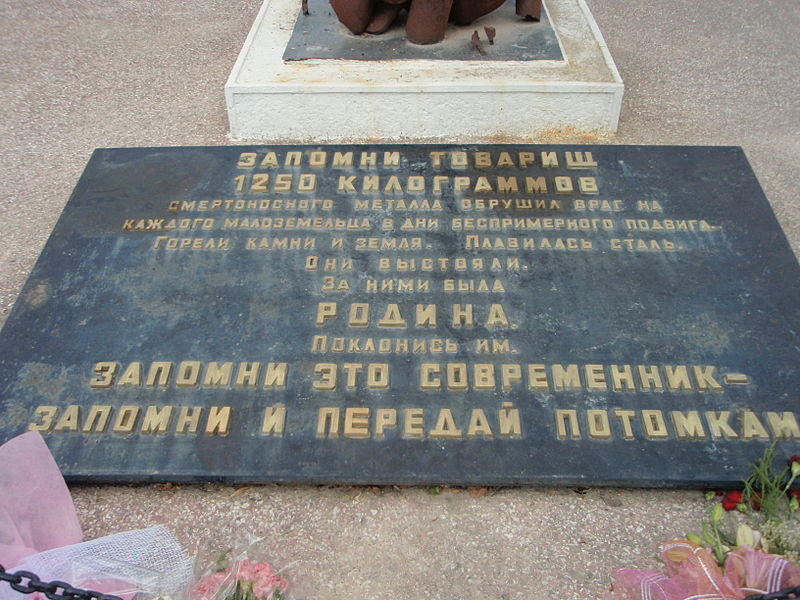 ЗАПОМНИ ТОВАРИЩ
1250 КИЛОГРАММОВ
СМЕРТОНОСНОГО МЕТАЛЛА ОБРУШИЛ ВРАГ НА
КАЖДОГО МАЛОЗЕМЕЛЬЦА В ДНИ БЕСПРИМЕРНОГО ПОДВИГА.
ГОРЕЛИ КАМНИ И ЗЕМЛЯ. ПЛАВИЛАСЬ СТАЛЬ.
ОНИ ВЫСТОЯЛИ.
ЗА НИМИ БЫЛА
РОДИНА.
ПОКЛОНИСЬ ИМ.
ЗАПОМНИ ЭТО СОВРЕМЕННИК–
ЗАПОМНИ И ПЕРЕДАЙ ПОТОМКАМ!